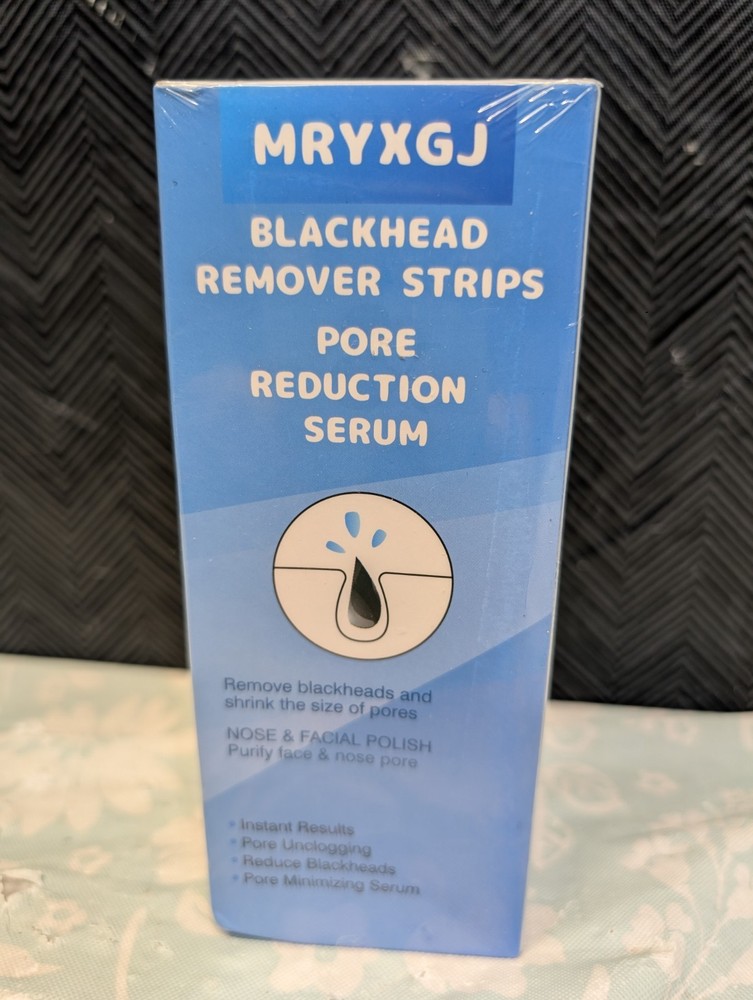 MRYXGJ
BLACKHEAD
REMOVER STRIPS
PORE
REDUCTION
SERUM
Remove blackheads and
shrink the size of pores
NOSE & FACIAL POLISH
Purify face & nose pore
• Instant Results
• Pore Unclogging
• Reduce Blackheads
• Pore Minimizing Serum